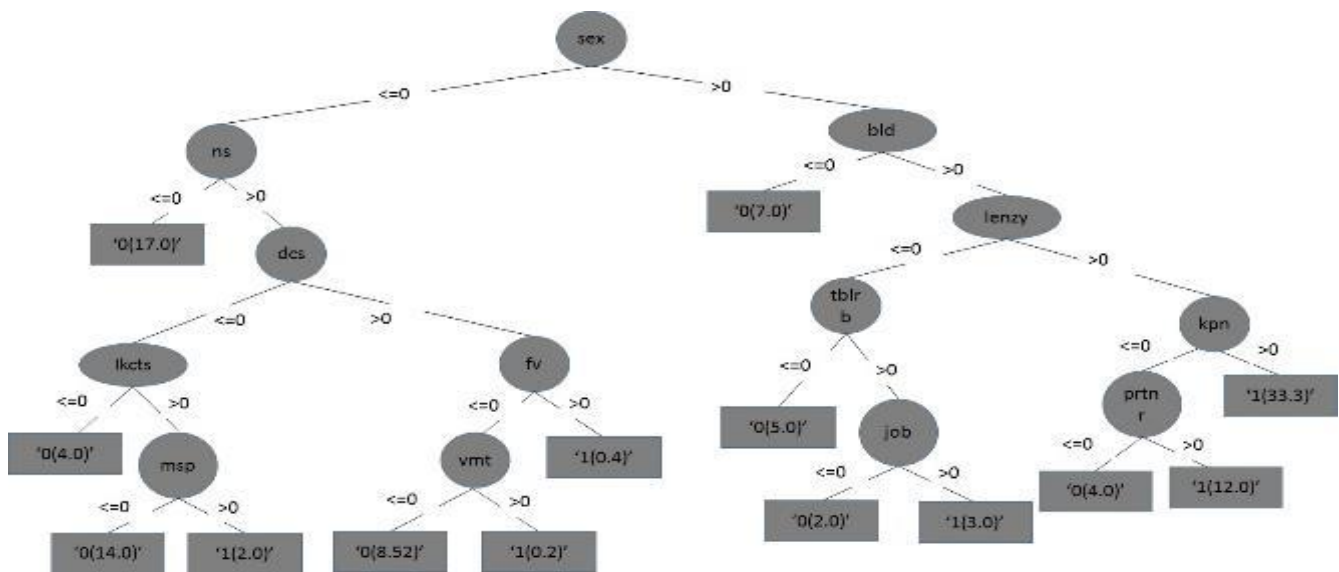 sex
<=0
>0
ns
bld
<=0
>0
<=0
>0
'0(17.0)'
dcs
'0(7.0)'
lenzy
<=0
>0
<=0
>0
lkcts
fv
tblr
b
kpn
<=0
>0
<=0
>0
<=0
>0
<=0
>0
'0(4.0)'
msp
vmt
'1(0.4)'
'0(5.0)'
job
prtn
r
'1(33.3)'
<=0
>0
<=0
>0
<=0
>0
<=0
>0
'0(14.0)'
'1(2.0)'
'0(8.52)'
'1(0.2)'
'0(2.0)'
'1(3.0)'
'0(4.0)'
'1(12.0)'